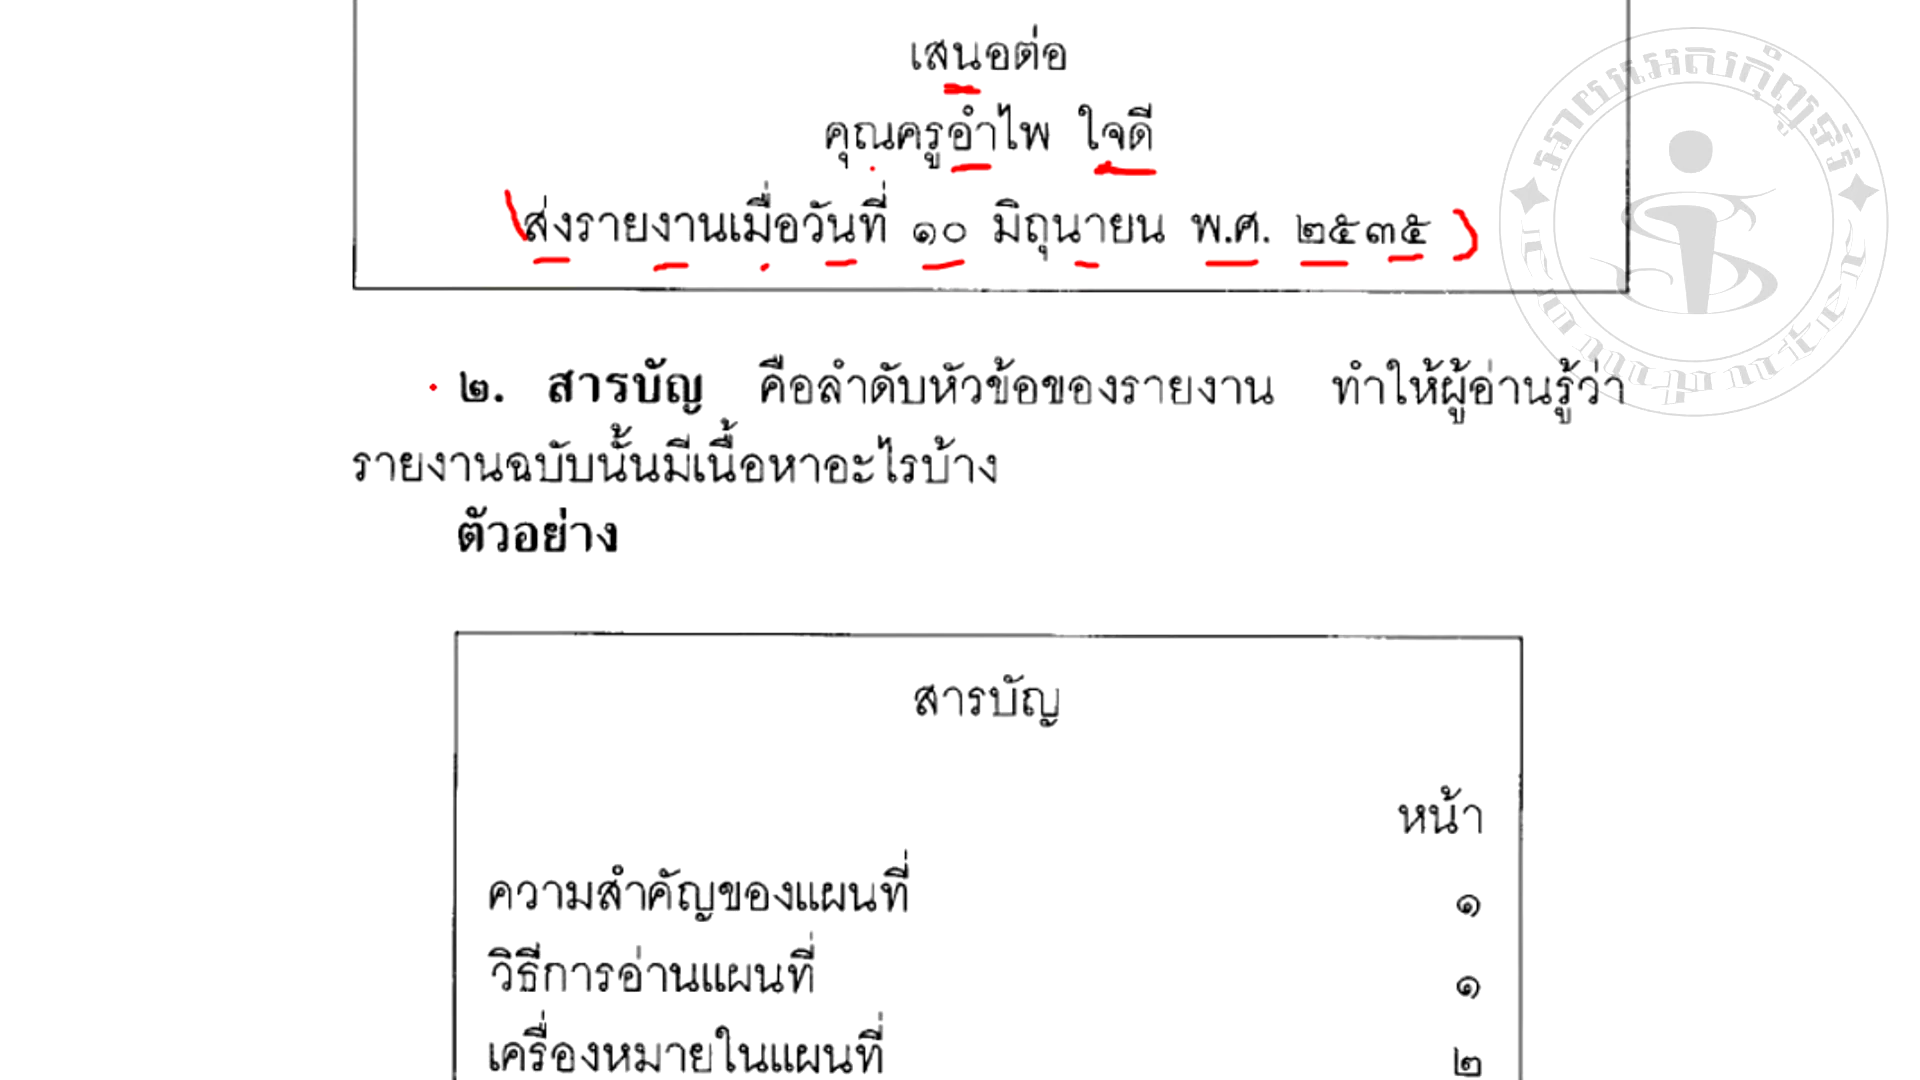 เสนอต่อ
คุณครูอำไพ ใจดี
ส่งรายงานเมื่อวันที่ ๑๐ มิถุนายน พ.ศ. ๒๕๓๕
๒. สารบัญ คือลำดับหัวข้อของรายงาน ทำให้ผู้อ่านรู้ว่า
รายงานฉบับนั้นมีเนื้อหาอะไรบ้าง
ตัวอย่าง
สารบัญ
หน้า
ความสำคัญของแผนที่ ๑
วิธีการอ่านแผนที่ ๑
เครื่องหมายในแผนที่ ๒